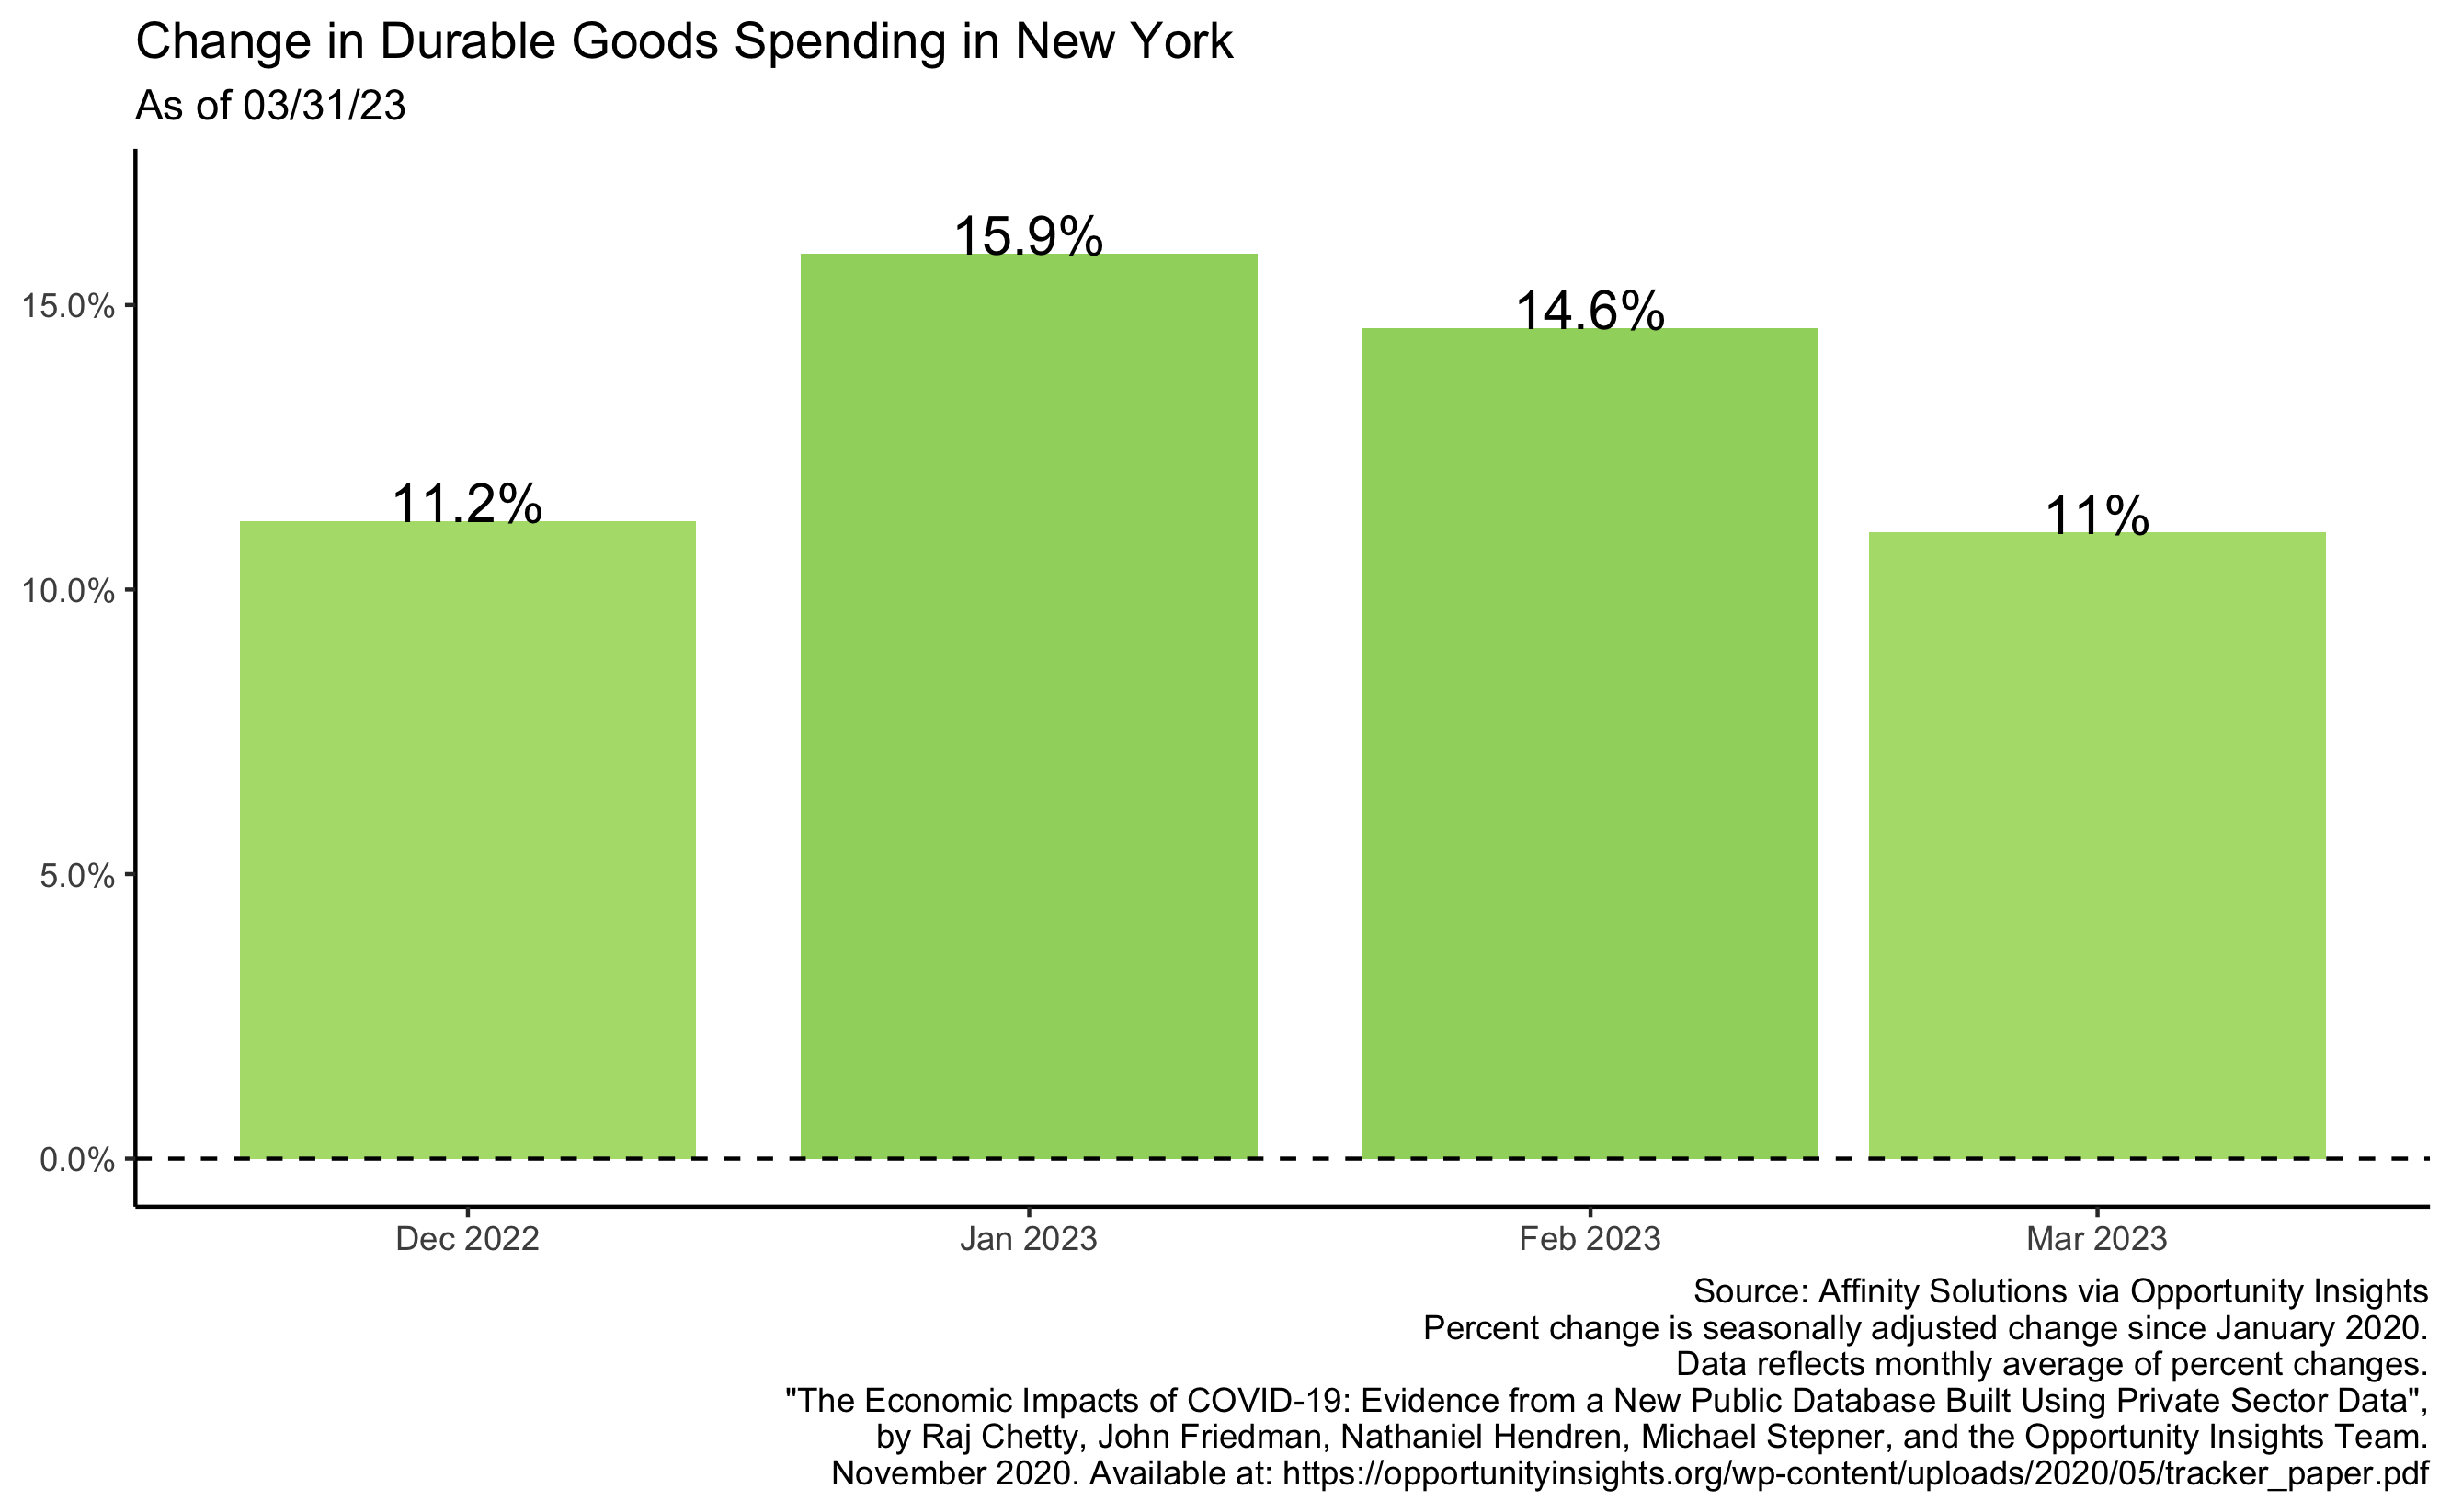 Change in Durable Goods Spending in New York
As of 03/31/23
15.9%
14.6%
11.2%
11%
15.0%
10.0%
5.0%
0.0%
Dec 2022
Jan 2023
Feb 2023
Mar 2023
Source: Affinity Solutions via Opportunity Insights
Percent change is seasonally adjusted change since January 2020.
Data reflects monthly average of percent changes.
"The Economic Impacts of COVID-19: Evidence from a New Public Database Built Using Private Sector Data",
by Raj Chetty, John Friedman, Nathaniel Hendren, Michael Stepner, and the Opportunity Insights Team.
November 2020. Available at: https://opportunityinsights.org/wp-content/uploads/2020/05/tracker_paper.pdf